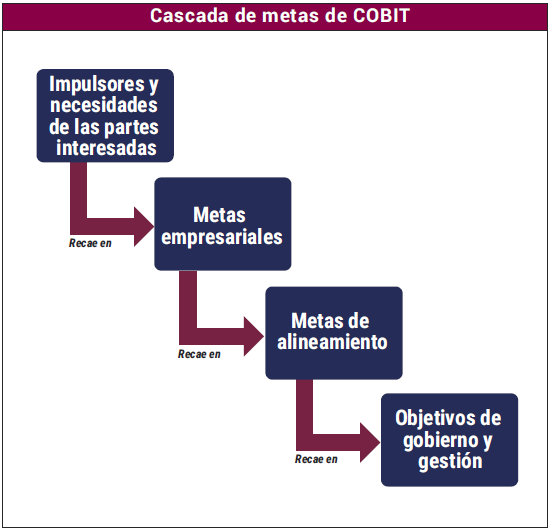 Cascada de metas de COBIT
Impulsores y
necesidades
de las partes
interesadas
Recae en
Metas
empresariales
Recae en
Metas de
alineamiento
Recae en
Objetivos de
gobierno y
gestión